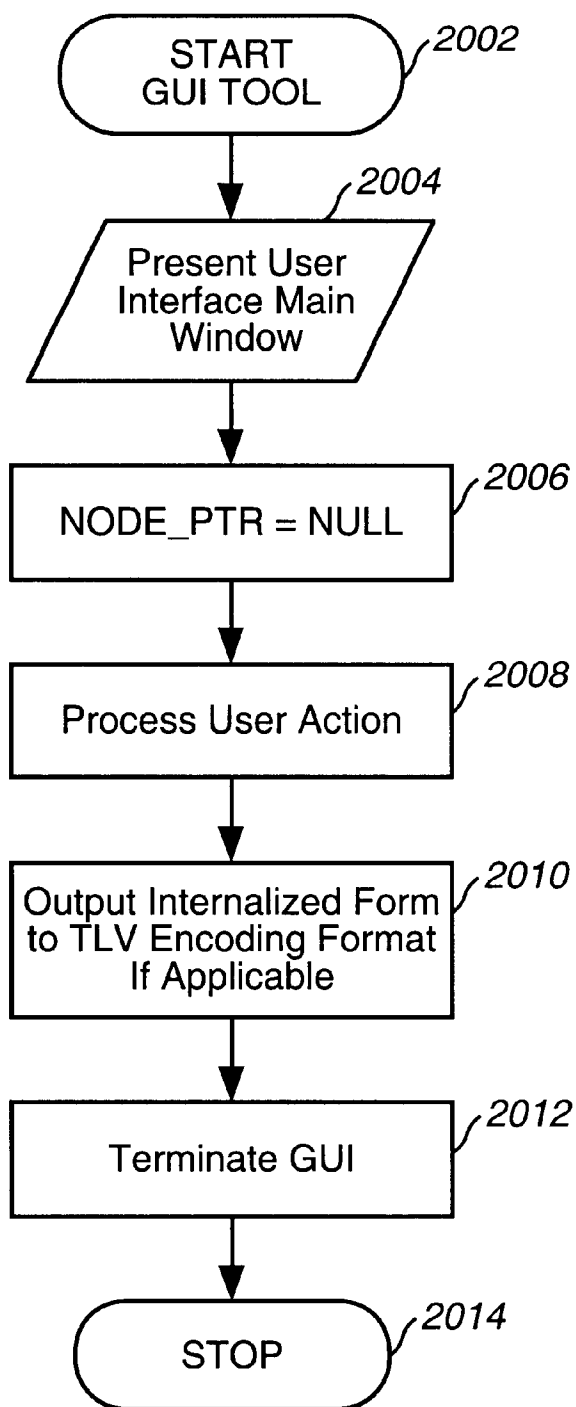 START
GUI TOOL
2002
2004
Present User
Interface Main
Window
2006
NODE_PTR = NULL
2008
Process User Action
2010
Output Internalized Form
to TLV Encoding Format
If Applicable
2012
Terminate GUI
2014
STOP